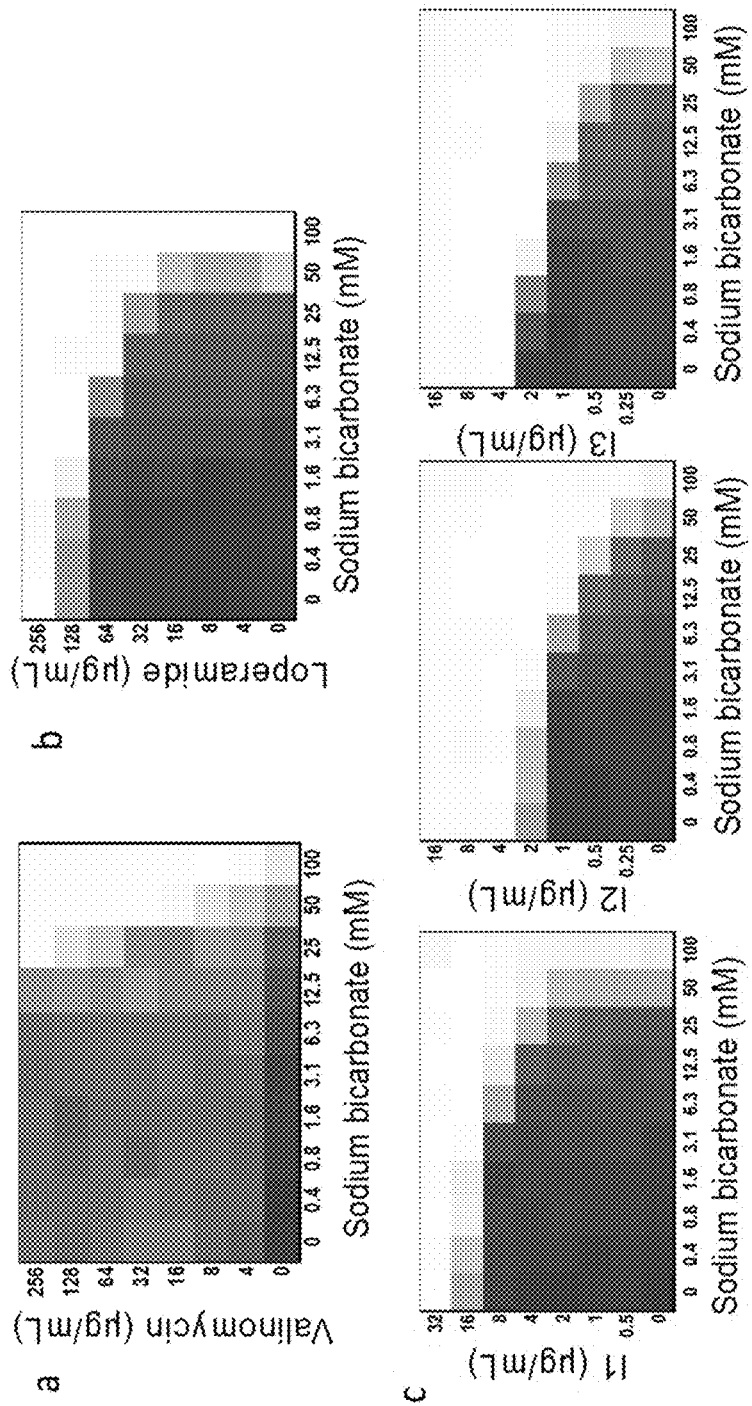 a
Valinomycin (µg/mL)
256
128
64
32
16
8
4
0
0 0.4 0.8 1.6 3.1 6.3 12.5 25 50 100
Sodium bicarbonate (mM)
b
Loperamide (µg/mL)
256
128
64
32
16
8
4
0
0 0.4 0.8 1.6 3.1 6.3 12.5 25 50 100
Sodium bicarbonate (mM)
c
I1 (µg/mL)
32
16
8
4
2
1
0.5
0
0 0.4 0.8 1.6 3.1 6.3 12.5 25 50 100
Sodium bicarbonate (mM)
I2 (µg/mL)
16
8
4
2
1
0.5
0.25
0
0 0.4 0.8 1.6 3.1 6.3 12.5 25 50 100
Sodium bicarbonate (mM)
I3 (µg/mL)
16
8
4
2
1
0.5
0.25
0
0 0.4 0.8 1.6 3.1 6.3 12.5 25 50 100
Sodium bicarbonate (mM)